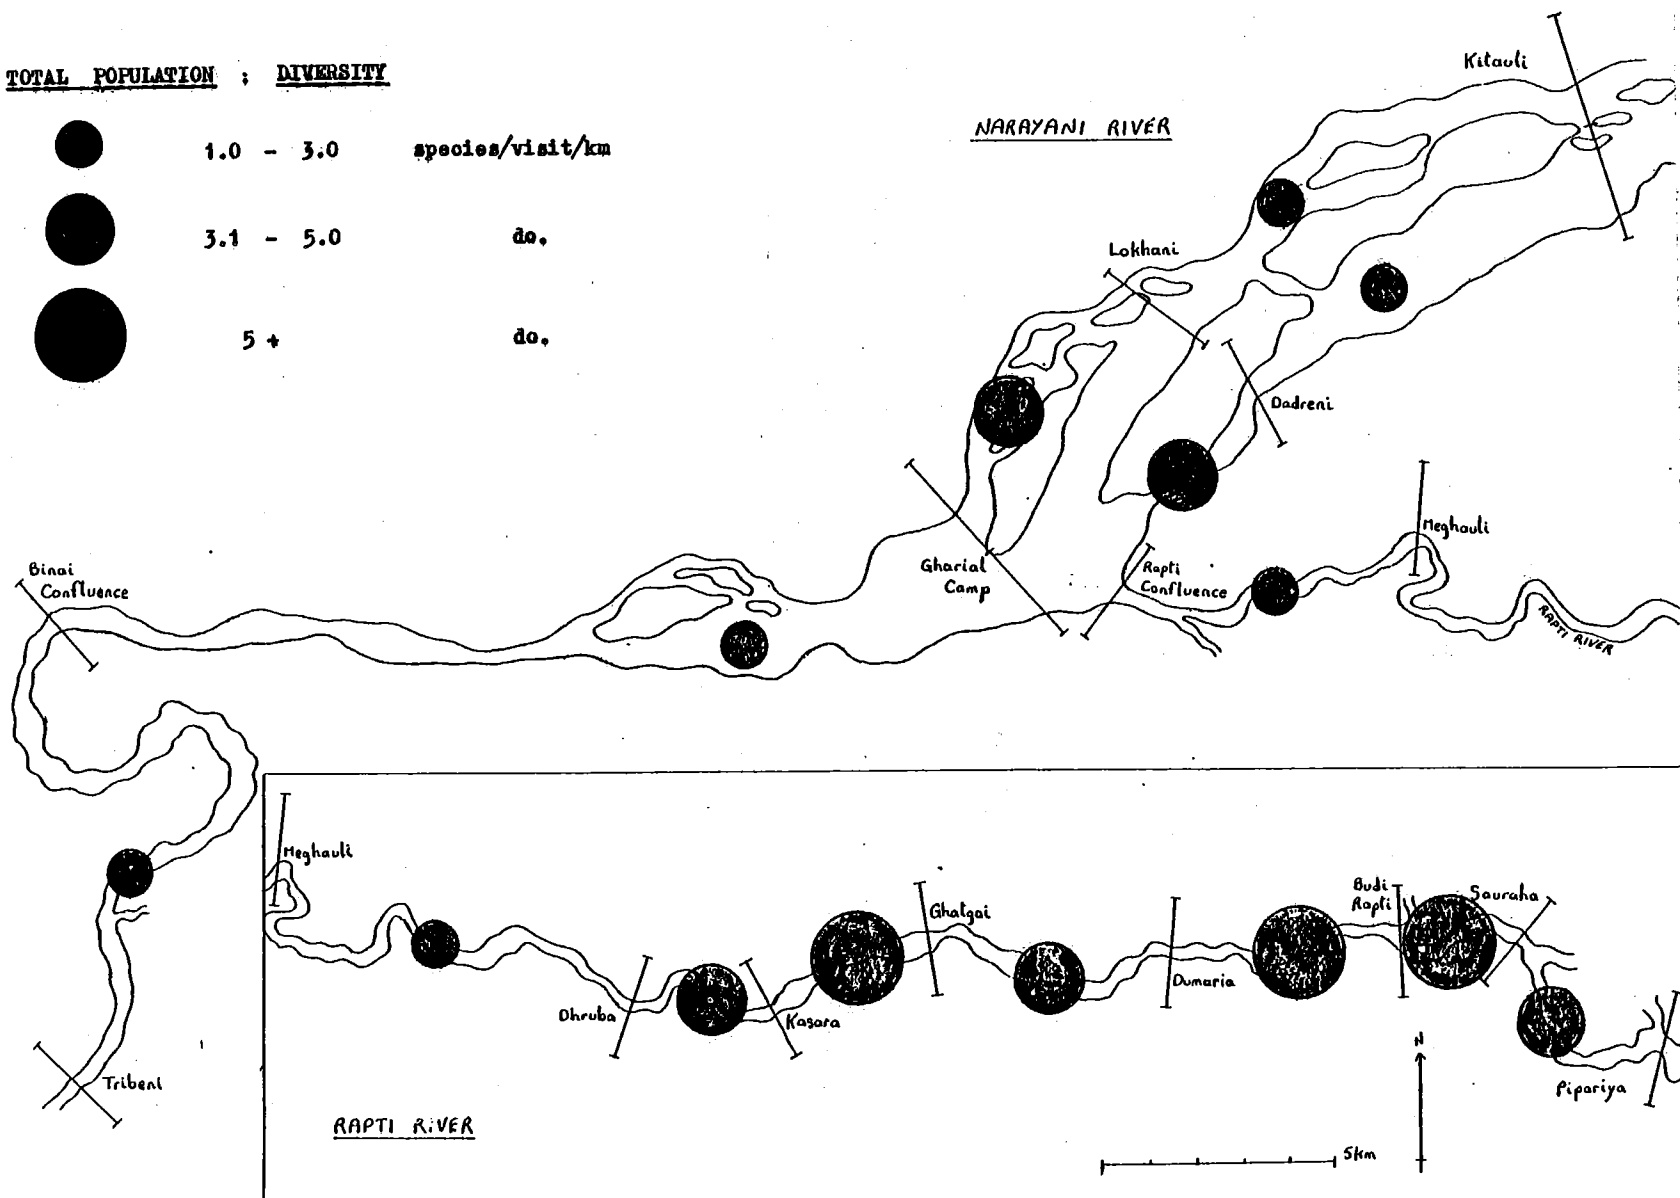 TOTAL POPULATION ; DIVERSITY
1.0 - 3.0 species/visit/km
3.1 - 5.0 do.
5 + do.
NARAYANI RIVER
Kitauli
Lokhani
Dadreni
Meghauli
Gharial
Camp
Rapti
Confluence
RAPTI RIVER
Binai
Confluence
Tribeni
Meghauli
Dhruba
Kasara
Ghatgai
Dumaria
Budi
Rapti
Sauraha
Pipariya
N
5km
RAPTI RIVER